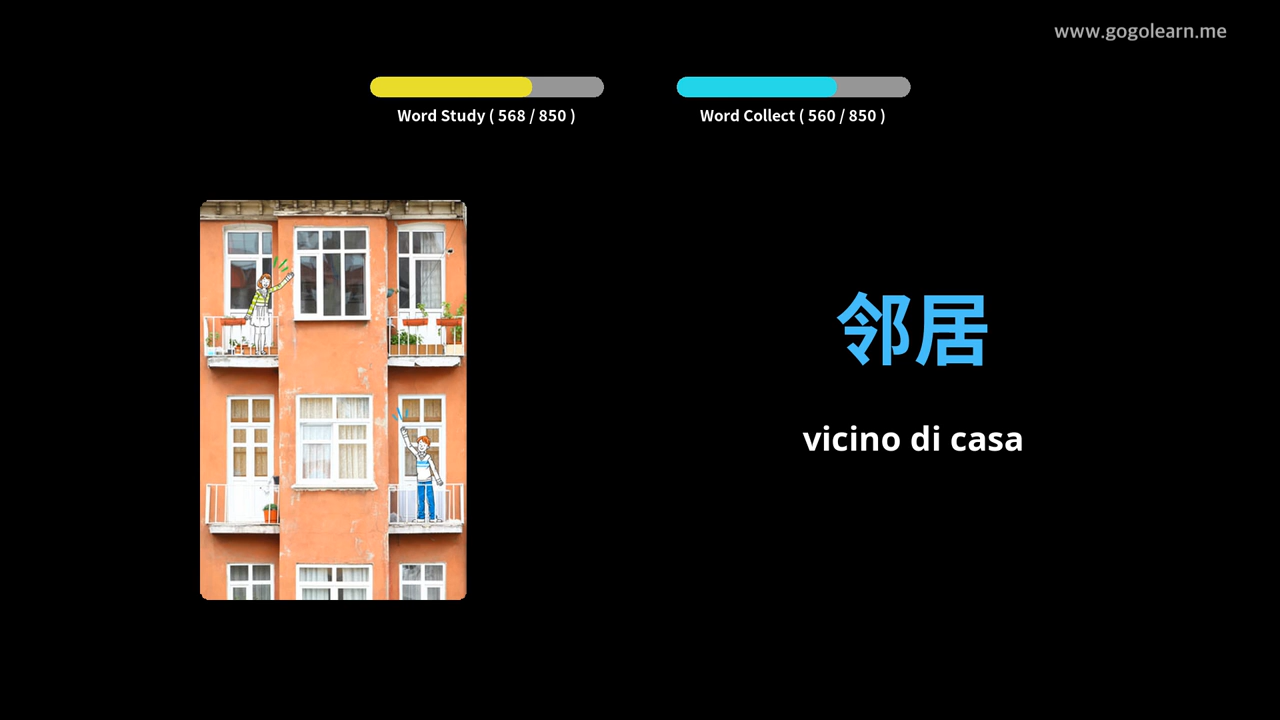 www.gogolearn.me
Word Study ( 568 / 850 )
Word Collect ( 560 / 850 )
邻居
vicino di casa